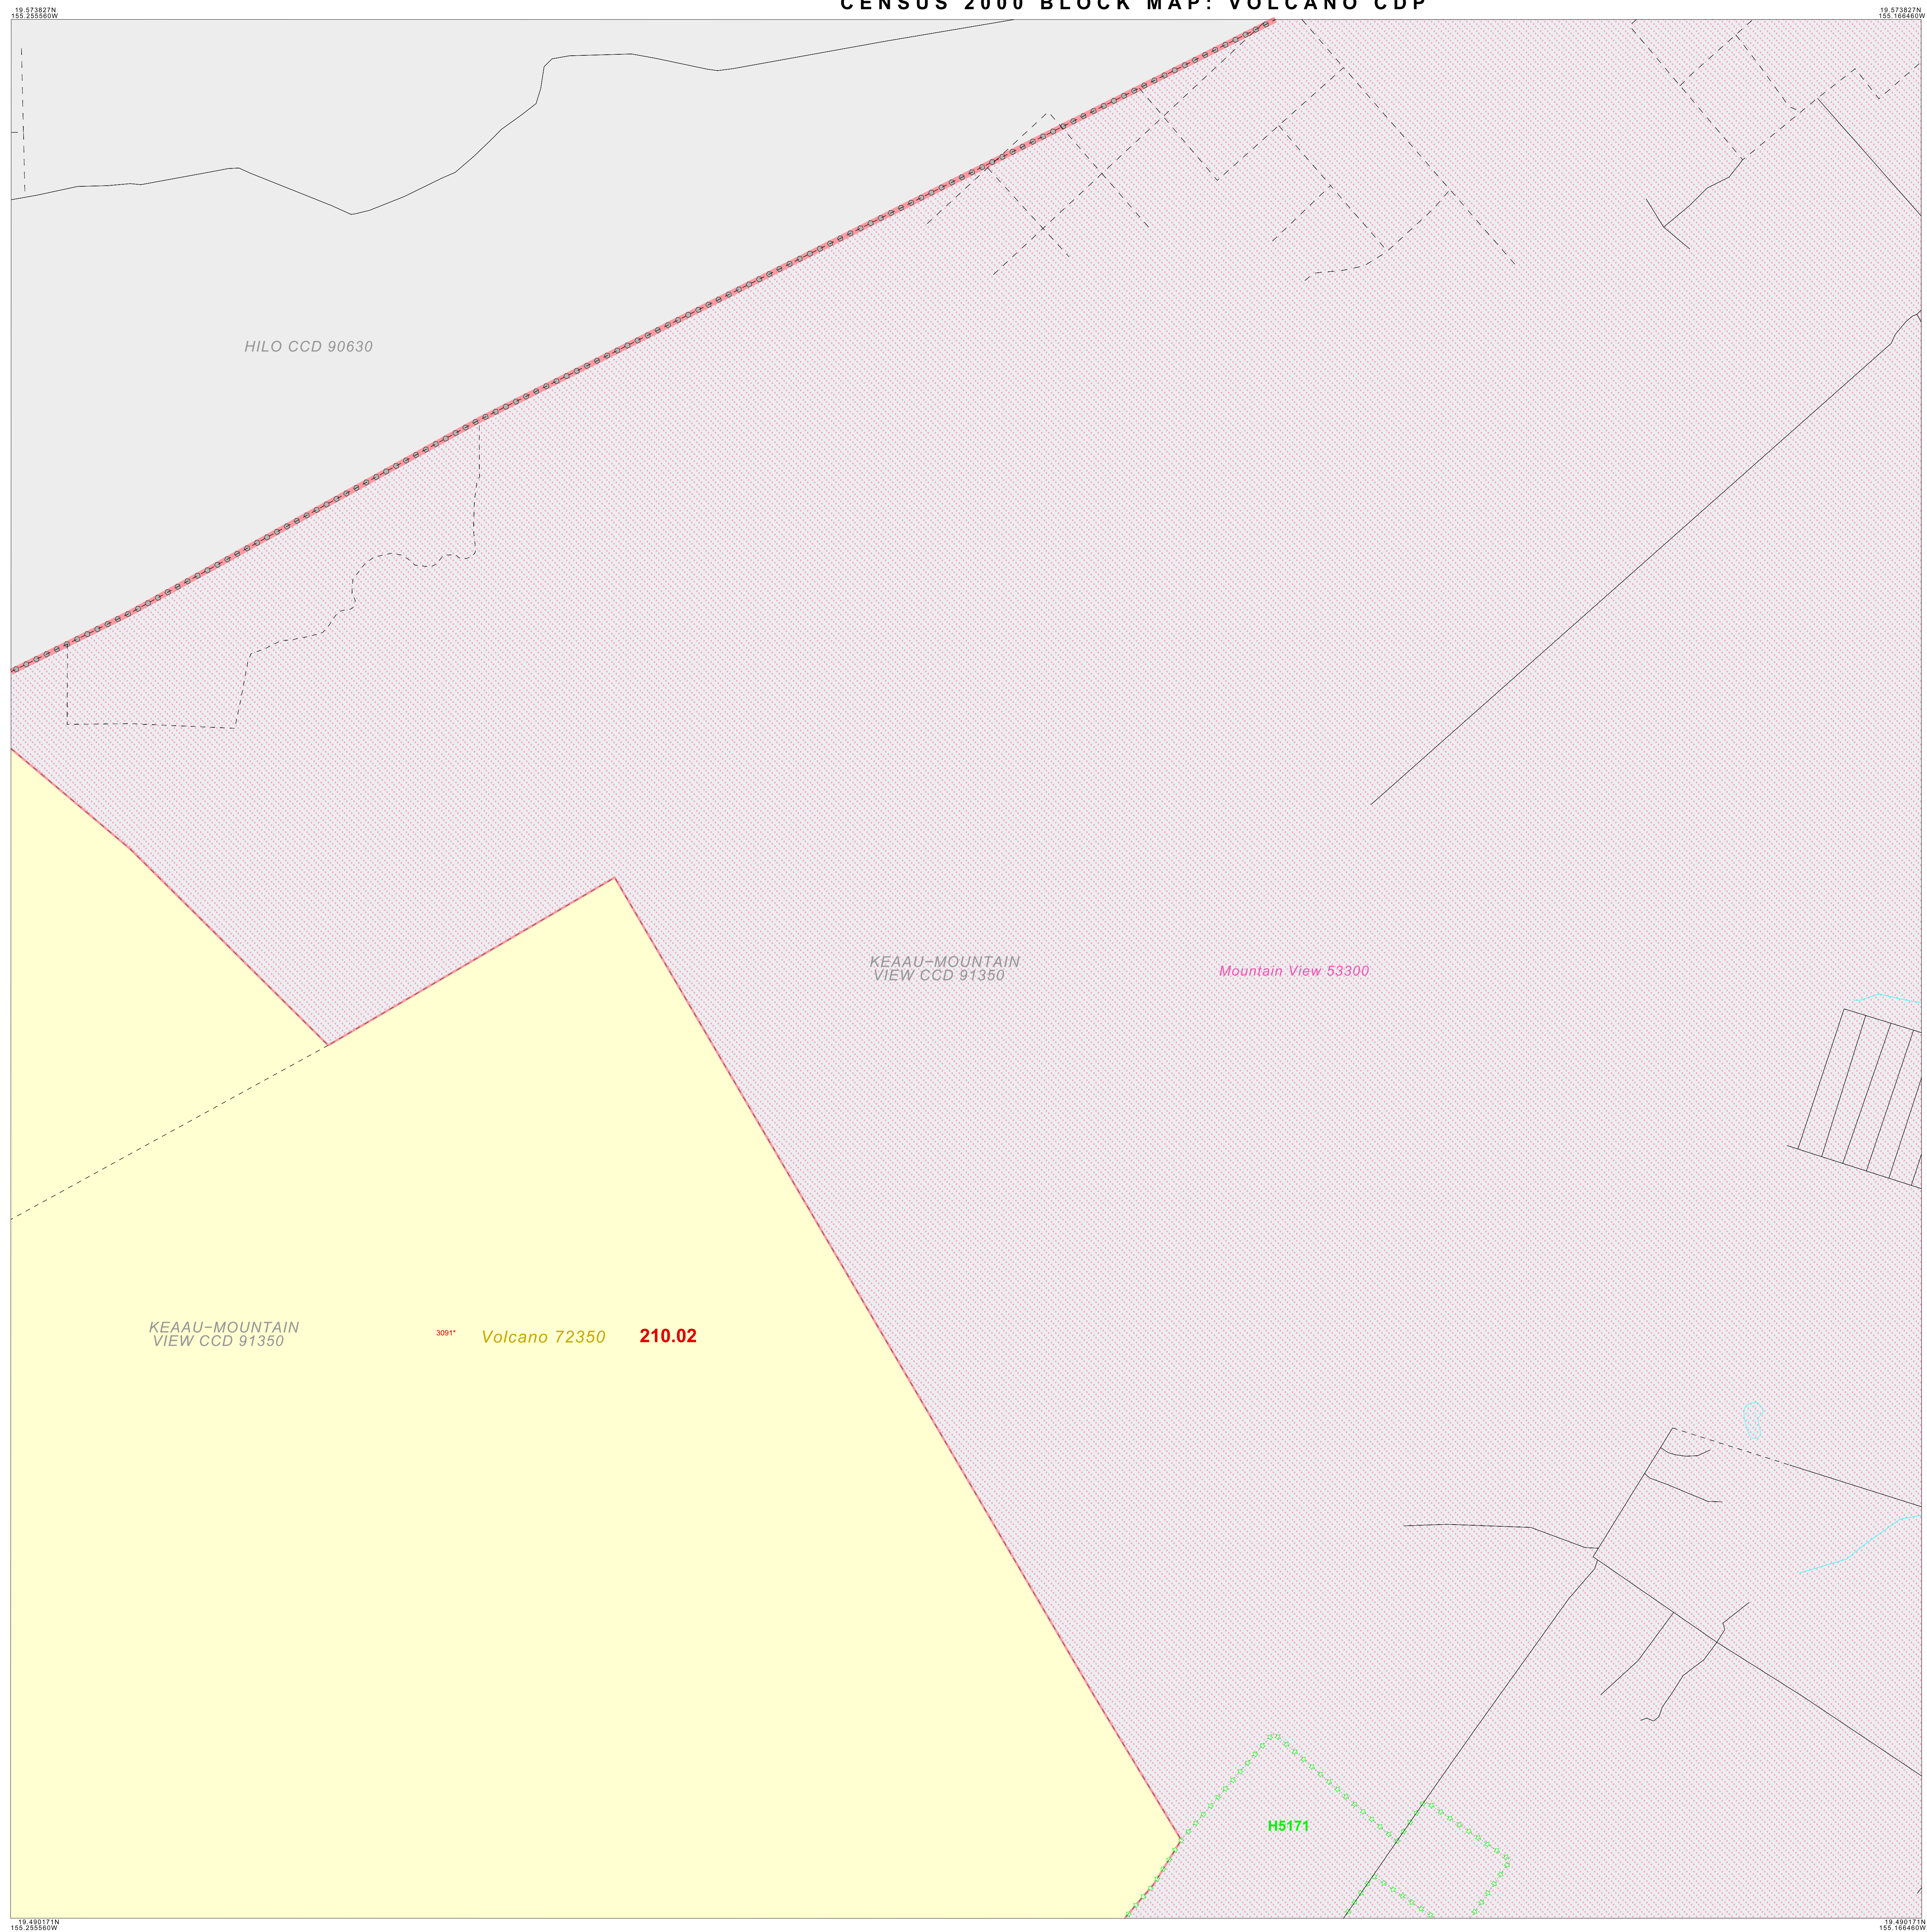 CENSUS 2000 BLOCK MAP: VOLCANO CDP
19.573827N
155.255560W
19.573827N
155.166460W
HILO CCD 90630
KEAAU-MOUNTAIN
VIEW CCD 91350
Mountain View 53300
KEAAU-MOUNTAIN
VIEW CCD 91350
3091*
Volcano 72350
210.02
H5171
19.490171N
155.255560W
19.490171N
155.166460W